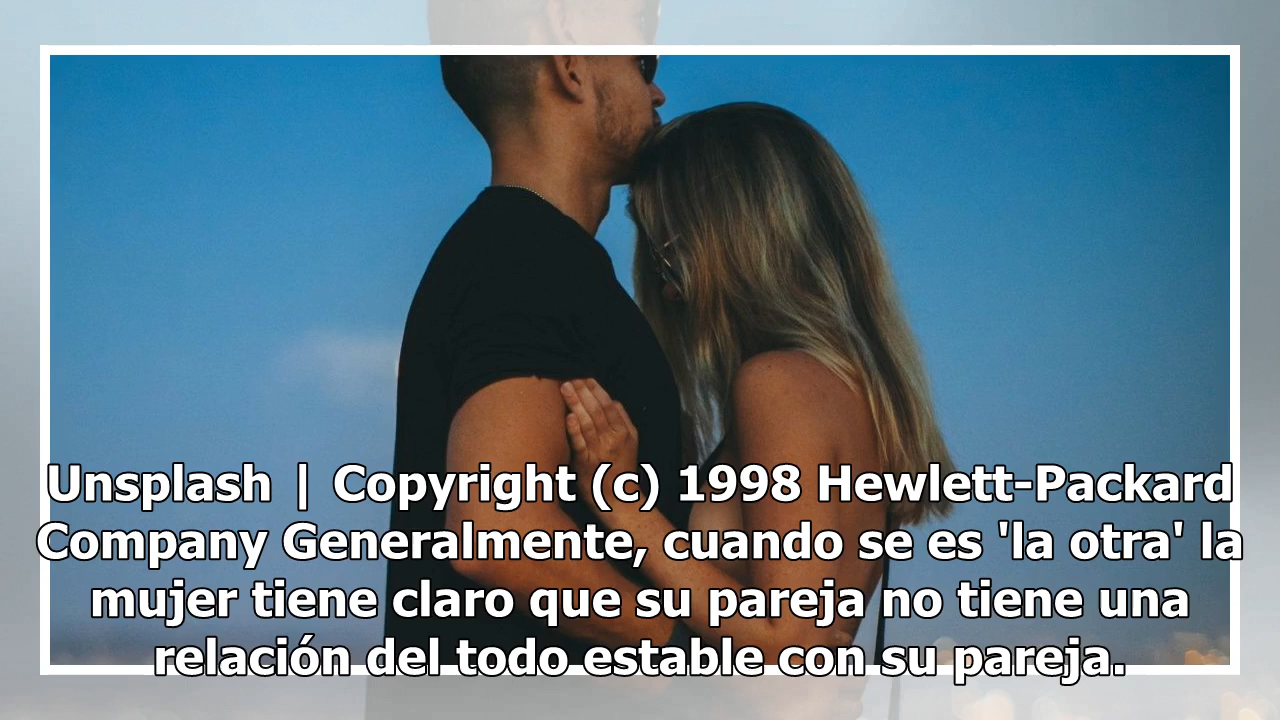 Unsplash | Copyright (c) 1998 Hewlett-Packard
Company Generalmente, cuando se es 'la otra' la
mujer tiene claro que su pareja no tiene una
relación del todo estable con su pareja.